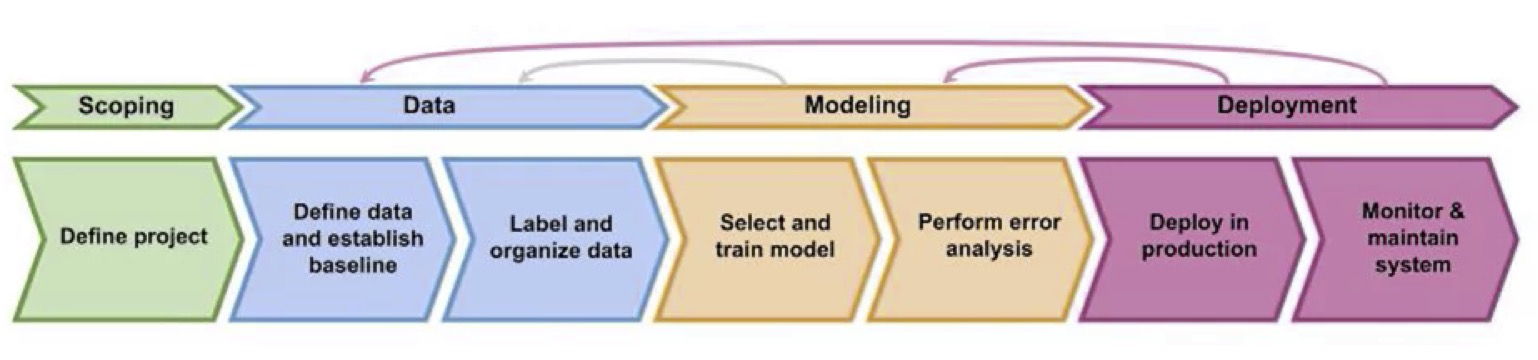 Scoping
Data
Modeling
Deployment
Define project
Define data
and establish
baseline
Label and
organize data
Select and
train model
Perform error
analysis
Deploy in
production
Monitor &
maintain
system